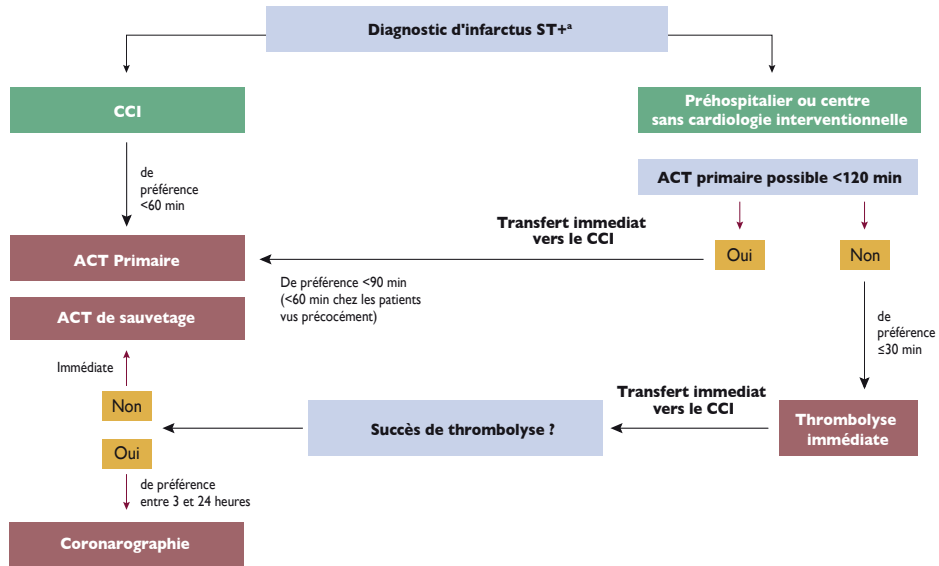 Diagnostic d'infarctus ST+ᵃ
CCI
Préhospitalier ou centre
sans cardiologie interventionnelle
de
préférence
<60 min
ACT primaire possible <120 min
Transfert immediat
vers le CCI
Oui
Non
ACT Primaire
De préférence <90 min
(<60 min chez les patients
vus précocément)
ACT de sauvetage
de
préférence
≤30 min
Immédiate
Non
Oui
Succès de thrombolyse ?
Transfert immediat
vers le CCI
Thrombolyse
immédiate
de préférence
entre 3 et 24 heures
Coronarographie